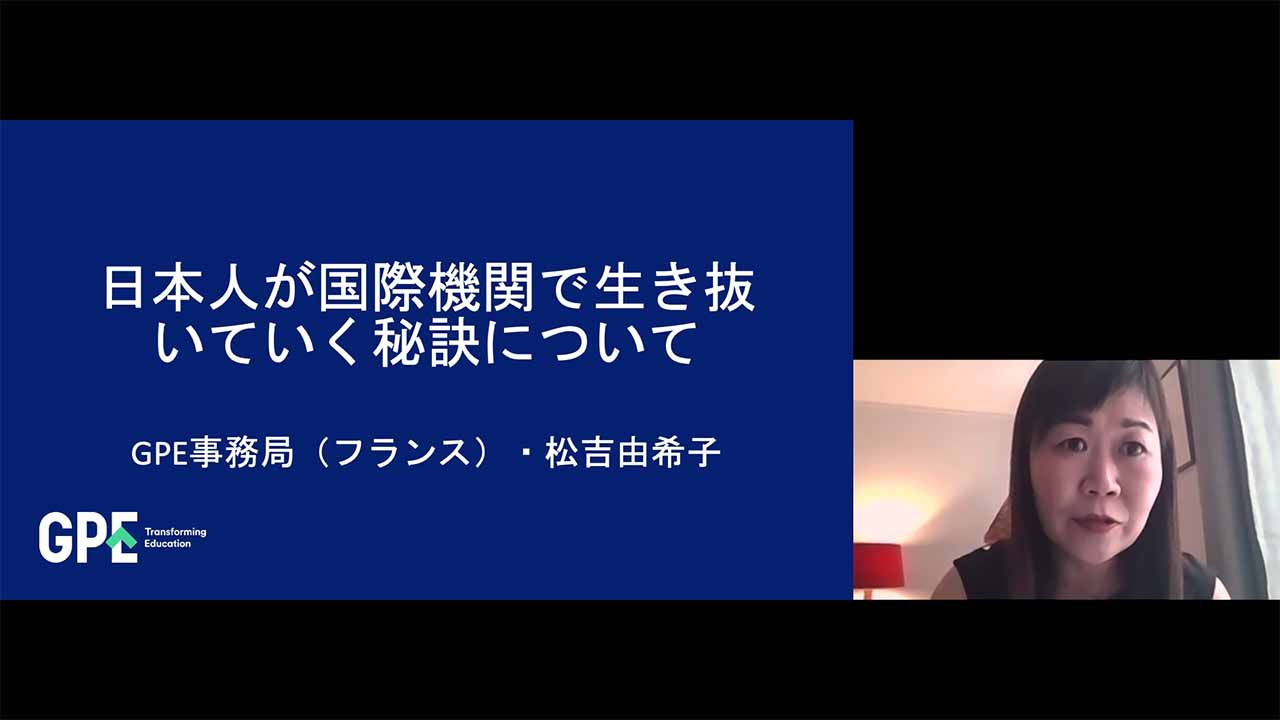 日本人が国際機関で生き抜
いていく秘訣について
GPE事務局（フランス）・松吉由希子
GPE
Transforming
Education